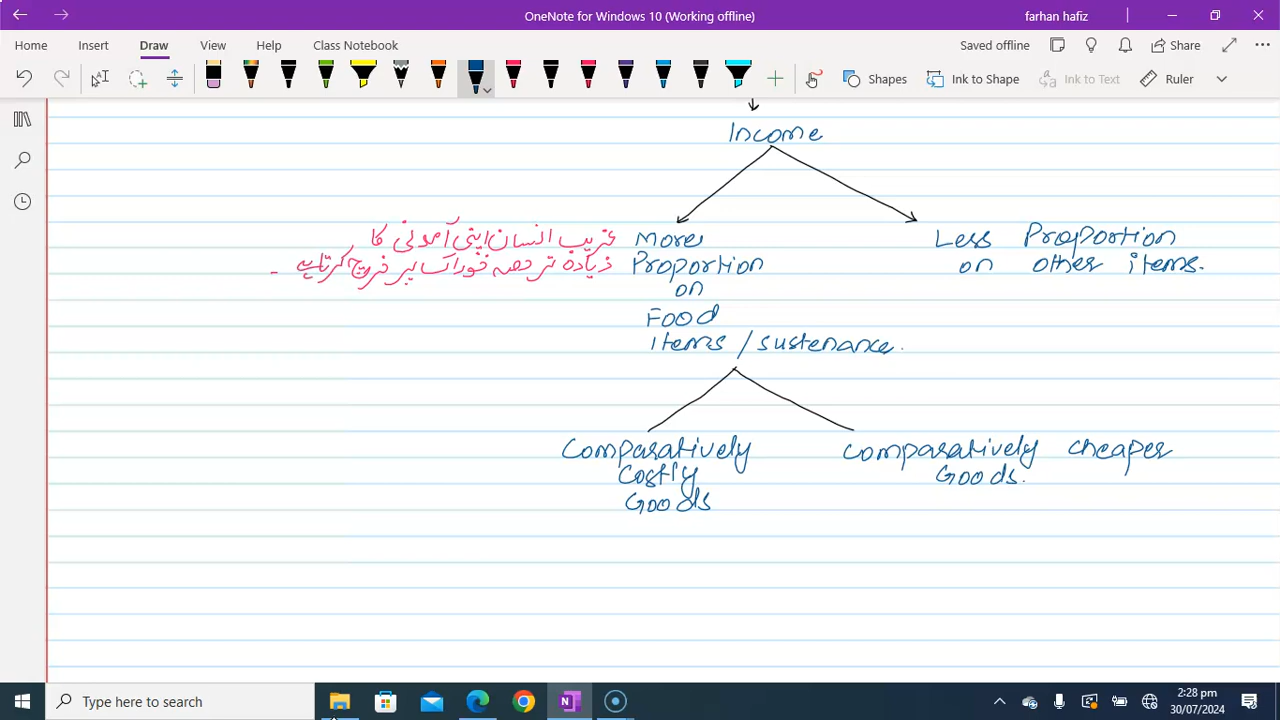 OneNote for Windows 10 (Working offline)
farhan hafiz
Home Insert Draw View Help Class Notebook
Saved offline
Share
Shapes
Ink to Shape
Ink to Text
Ruler
Income
غریب انسان اپنی آمدنی کا
زیادہ تر حصہ خوراک پر خرچ کرتا ہے۔
More
Proportion
on
Food
items / sustenance.
Less Proportion
on other items.
Comparatively
Costly
Goods
Comparatively cheaper
Goods.
Type here to search
2:28 pm
30/07/2024